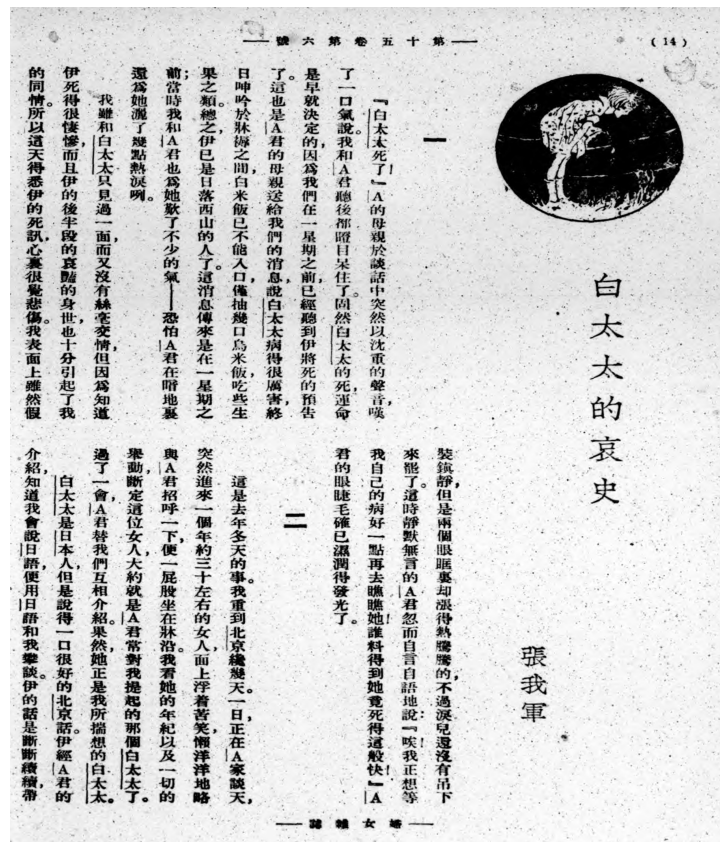 第十五卷第六號
(14)
白太太的哀史
張我軍
一
『白太太死了!』A的母親於談話中突然以沈重的聲音,嘆
了一口氣說。我和A君聽後都瞪目呆住了。固然白太太的死運命
是早就決定的,因爲我們在一星期之前,已經聽到伊將死的預告
了。這也是A君的母親送給我們的消息,說白太太病得很厲害,終
日呻吟於牀褥之間,白米飯已不能入口,僅抽幾口烏米飯,吃些生
果之類。總之,伊已是日落西山的人了。這消息傳來是在一星期之
前;當時我和A君也爲她歎了不少的氣——恐怕A君在暗地裏
還爲她灑了幾點熱淚咧。
我雖和白太太只見過一面,而又沒有絲毫交情,但因爲知道
伊死得很悽慘,而且伊的後半段的哀豔的身世,也十分引起了我
的同情。所以這天得悉伊的死訊,心裏很覺悲傷。我表面上雖然假
裝鎮靜,但是兩個眼眶裏却漲得熱騰騰的,不過淚兒還沒有吊下
來罷了。這時靜默無言的A君忽而自言自語地說:『唉!我正想等
我自己的病好一點再去瞧瞧她,誰料得到她竟死得這般快!』A
君的眼睫毛確已濕潤得發光了。
二
這是去年冬天的事。我重到北京纔幾天。一日,正在A家談天,
突然進來一個年約三十左右的女人,面上浮着苦笑,懶洋洋地略
與A君招呼一下,便一屁股坐在牀沿。我看她的年紀以及一切的
舉動,斷定這位女人大約就是A君常對我提起的那個白太太了。
過了一會,A君替我們互相介紹。果然,她正是我所揣想的白太太。
白太太是日本人,但是說得一口很好的北京話。伊經A君的
介紹,知道我會說日語,便用日語和我攀談。伊的話是斷斷續續,帶
婦女雜誌